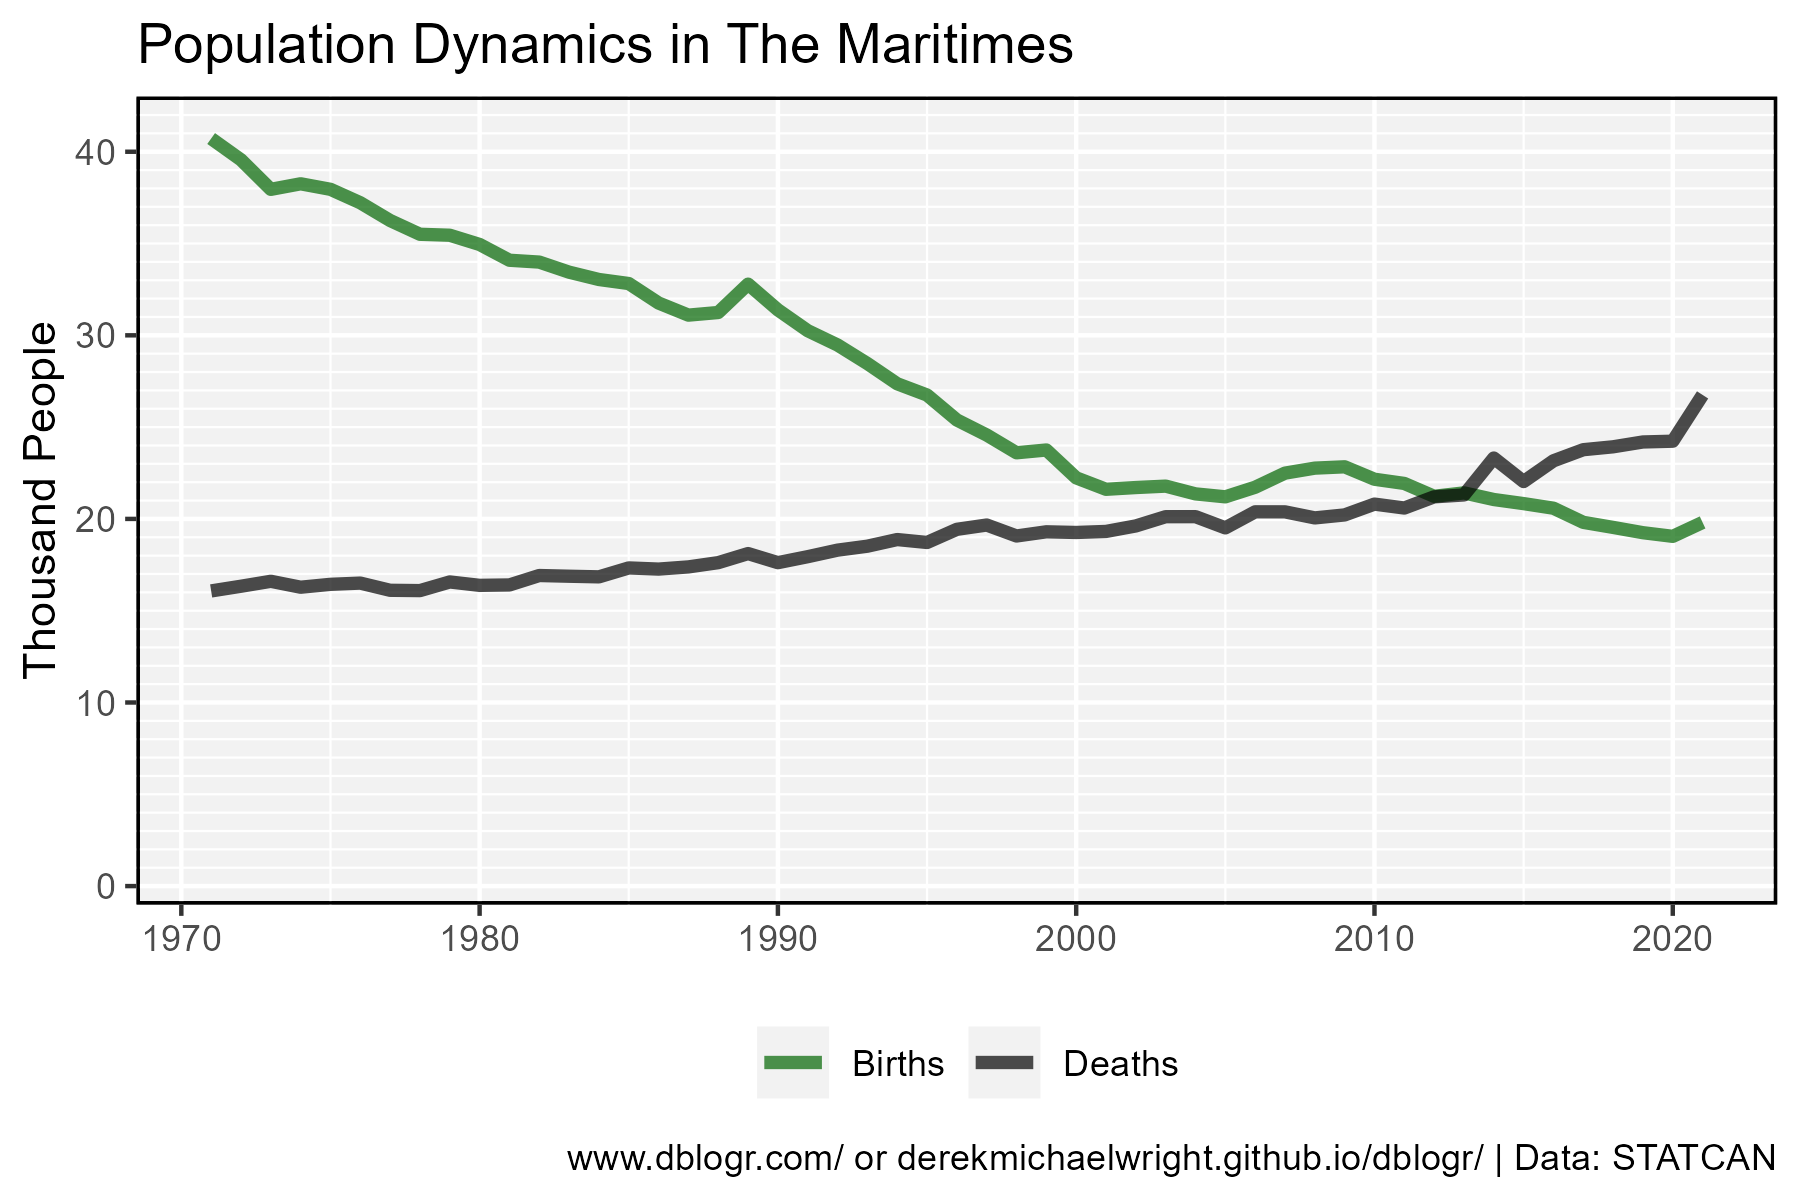 Population Dynamics in The Maritimes
Thousand People
40
30
20
10
0
1970 1980 1990 2000 2010 2020
Births Deaths
www.dblogr.com/ or derekmichaelwright.github.io/dblogr/ | Data: STATCAN